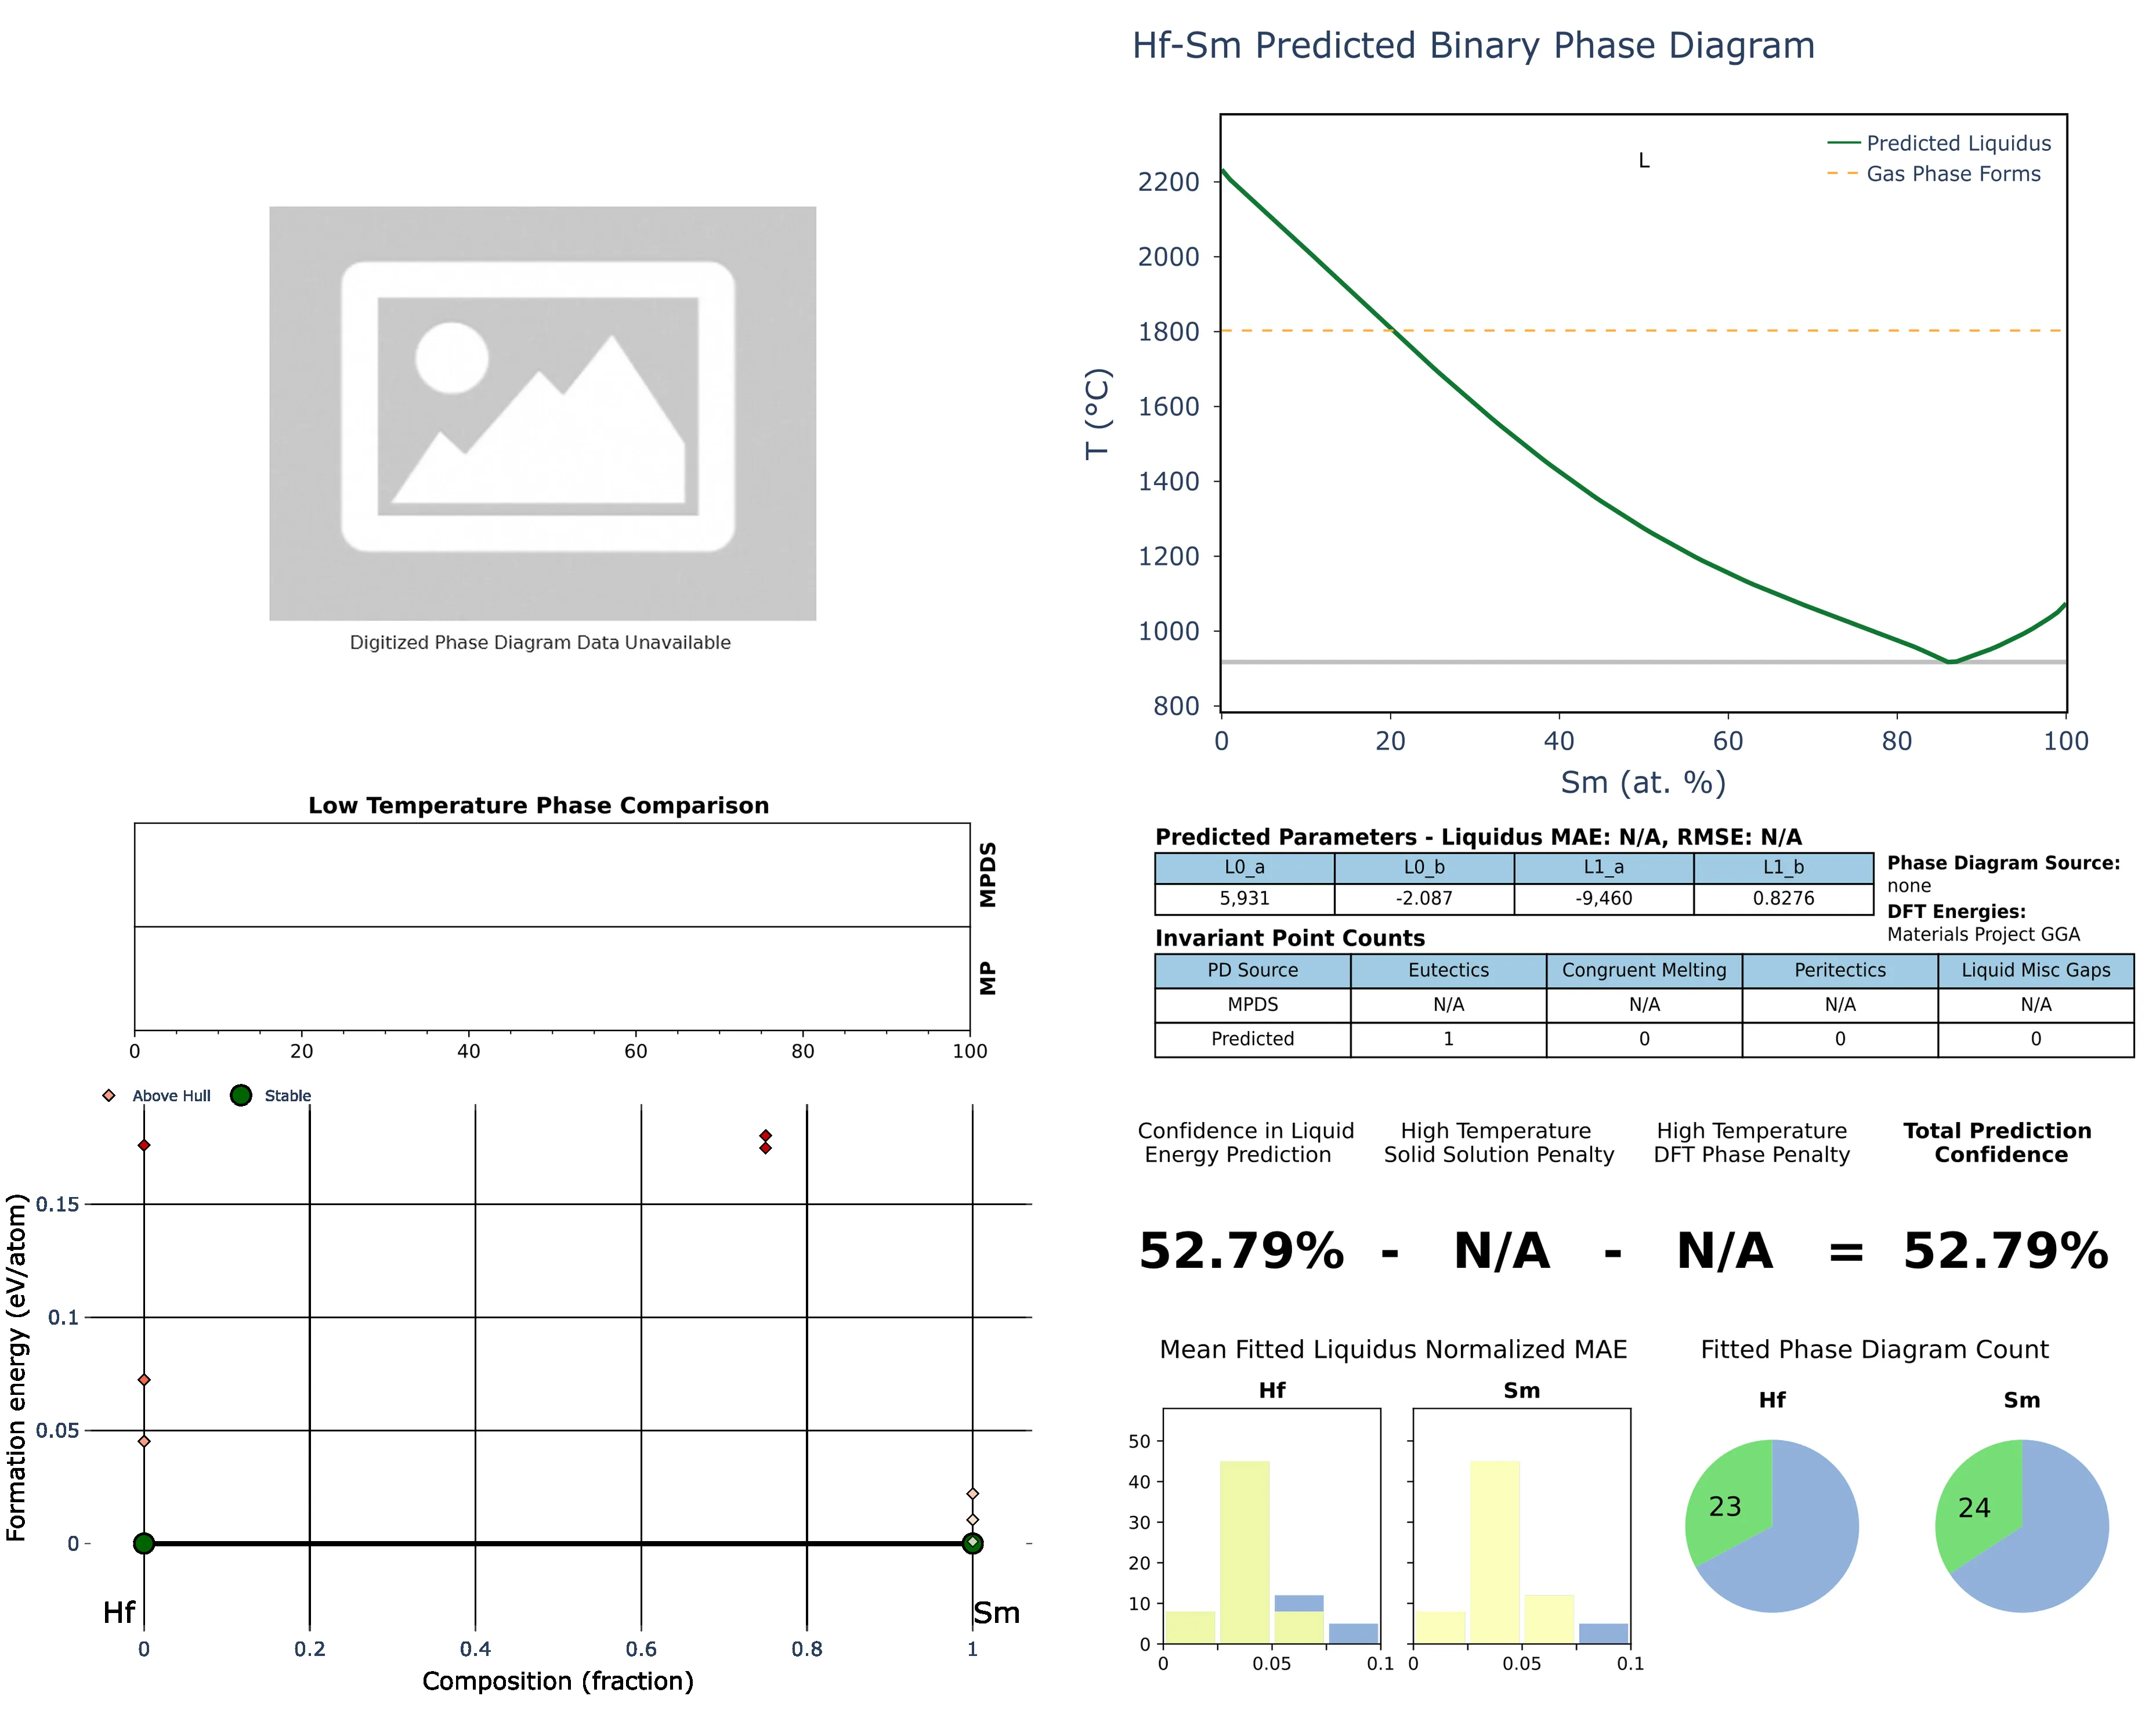 Hf-Sm Predicted Binary Phase Diagram
Predicted Liquidus
Gas Phase Forms
L
2200
2000
1800
1600
1400
1200
1000
800
T (°C)
0 20 40 60 80 100
Sm (at. %)
Digitized Phase Diagram Data Unavailable
Low Temperature Phase Comparison
MPDS
MP
0 20 40 60 80 100
Predicted Parameters - Liquidus MAE: N/A, RMSE: N/A
L0_a L0_b L1_a L1_b
5,931 -2.087 -9,460 0.8276
Phase Diagram Source:
none
DFT Energies:
Materials Project GGA
Invariant Point Counts
PD Source Eutectics Congruent Melting Peritectics Liquid Misc Gaps
MPDS N/A N/A N/A N/A
Predicted 1 0 0 0
Above Hull Stable
0.15
0.1
0.05
0
Formation energy (eV/atom)
Hf Sm
0 0.2 0.4 0.6 0.8 1
Composition (fraction)
Confidence in Liquid
Energy Prediction
High Temperature
Solid Solution Penalty
High Temperature
DFT Phase Penalty
Total Prediction
Confidence
52.79% - N/A - N/A = 52.79%
Mean Fitted Liquidus Normalized MAE
Hf Sm
50
40
30
20
10
0
0 0.05 0.1 0 0.05 0.1
Fitted Phase Diagram Count
Hf Sm
23 24